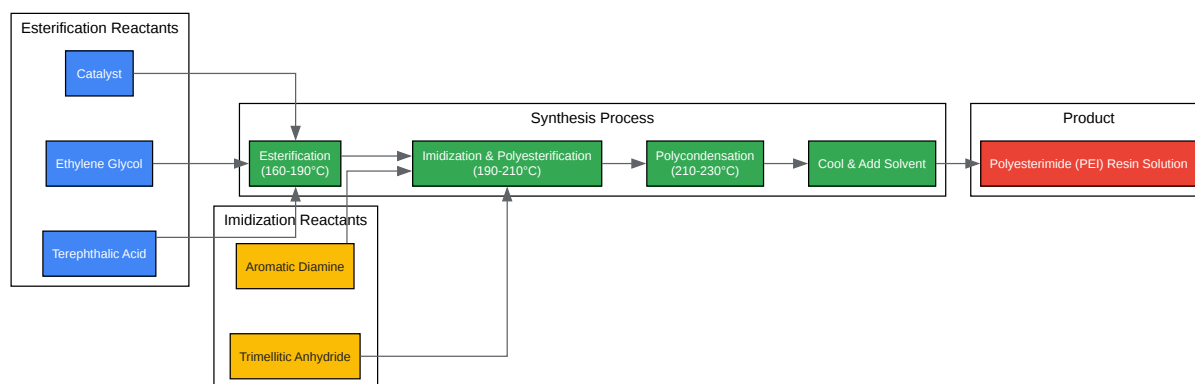 Esterification Reactants
Catalyst
Ethylene Glycol
Terephthalic Acid
Synthesis Process
Esterification
(160-190°C)
Imidization & Polyesterification
(190-210°C)
Polycondensation
(210-230°C)
Cool & Add Solvent
Product
Polyesterimide (PEI) Resin Solution
Imidization Reactants
Aromatic Diamine
Trimellitic Anhydride